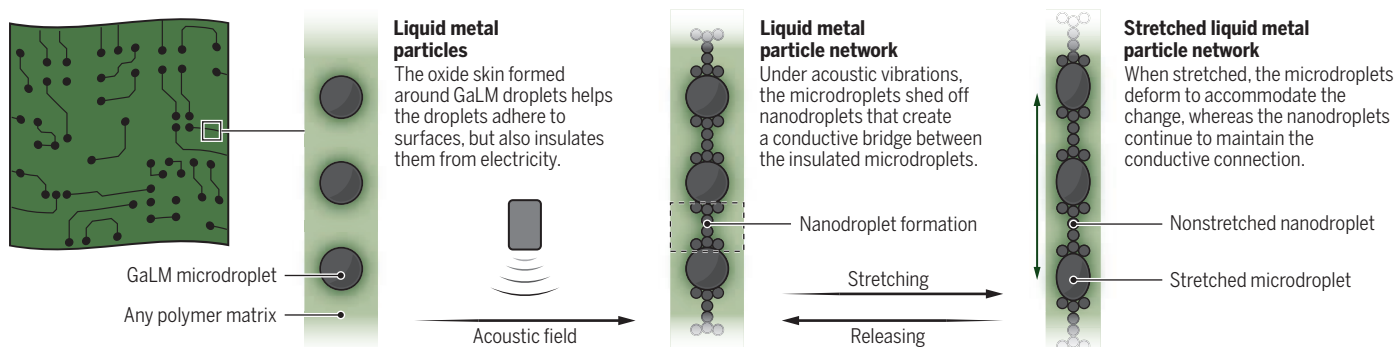 Liquid metal
particles
The oxide skin formed
around GaLM droplets helps
the droplets adhere to
surfaces, but also insulates
them from electricity.
GaLM microdroplet
Any polymer matrix
Acoustic field
Liquid metal
particle network
Under acoustic vibrations,
the microdroplets shed off
nanodroplets that create
a conductive bridge between
the insulated microdroplets.
Nanodroplet formation
Stretching
Releasing
Stretched liquid metal
particle network
When stretched, the microdroplets
deform to accommodate the
change, whereas the nanodroplets
continue to maintain the
conductive connection.
Nonstretched nanodroplet
Stretched microdroplet